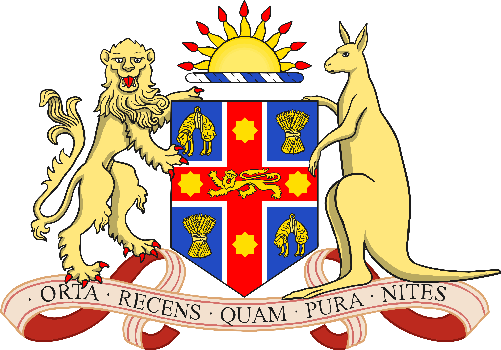 · ORTA · RECENS · QUAM · PURA · NITES